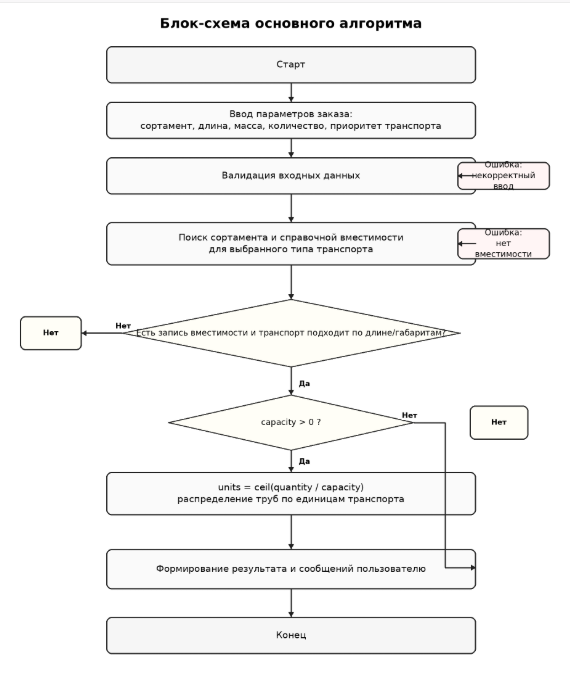 Блок-схема основного алгоритма
Старт
Ввод параметров заказа:
сортамент, длина, масса, количество, приоритет транспорта
Валидация входных данных
Ошибка:
некорректный
ввод
Поиск сортамента и справочной вместимости
для выбранного типа транспорта
Ошибка:
нет
вместимости
Нет
Нет
Есть запись вместимости и транспорт подходит по длине/габаритам?
Да
capacity > 0 ?
Нет
Нет
Да
units = ceil(quantity / capacity)
распределение труб по единицам транспорта
Формирование результата и сообщений пользователю
Конец